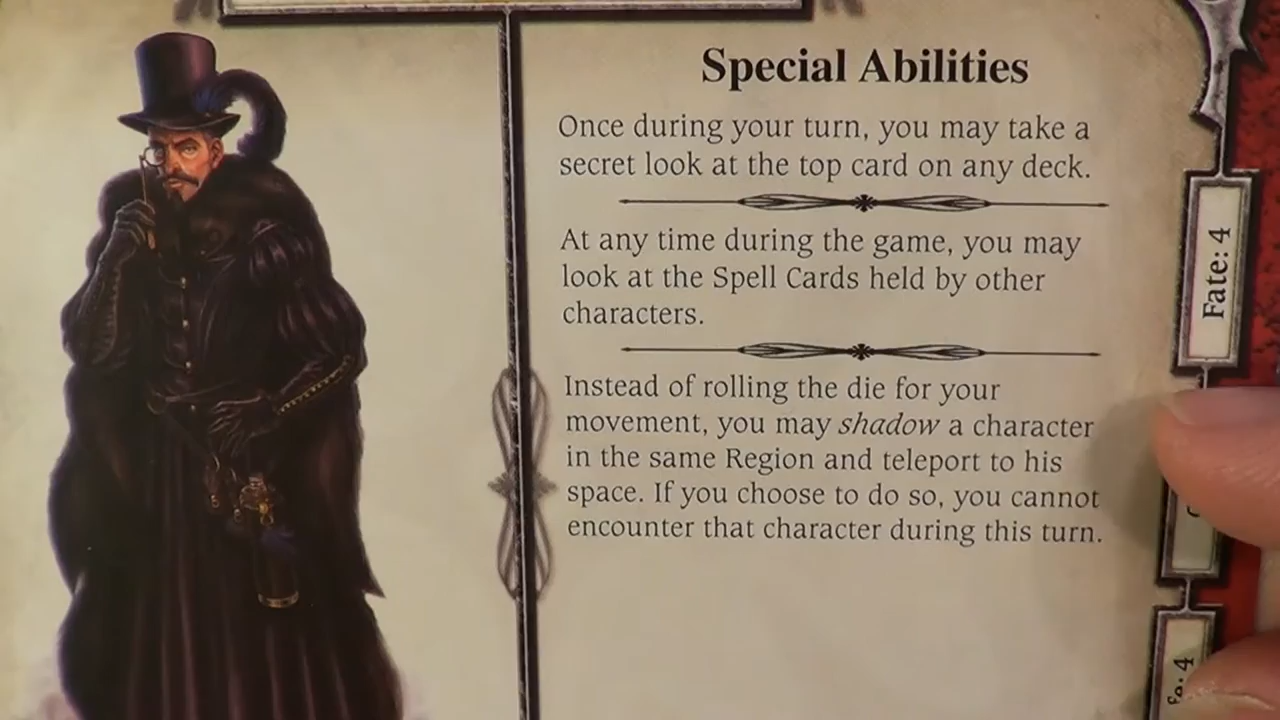 Special Abilities
Once during your turn, you may take a
secret look at the top card on any deck.
At any time during the game, you may
look at the Spell Cards held by other
characters.
Instead of rolling the die for your
movement, you may shadow a character
in the same Region and teleport to his
space. If you choose to do so, you cannot
encounter that character during this turn.
Fate: 4